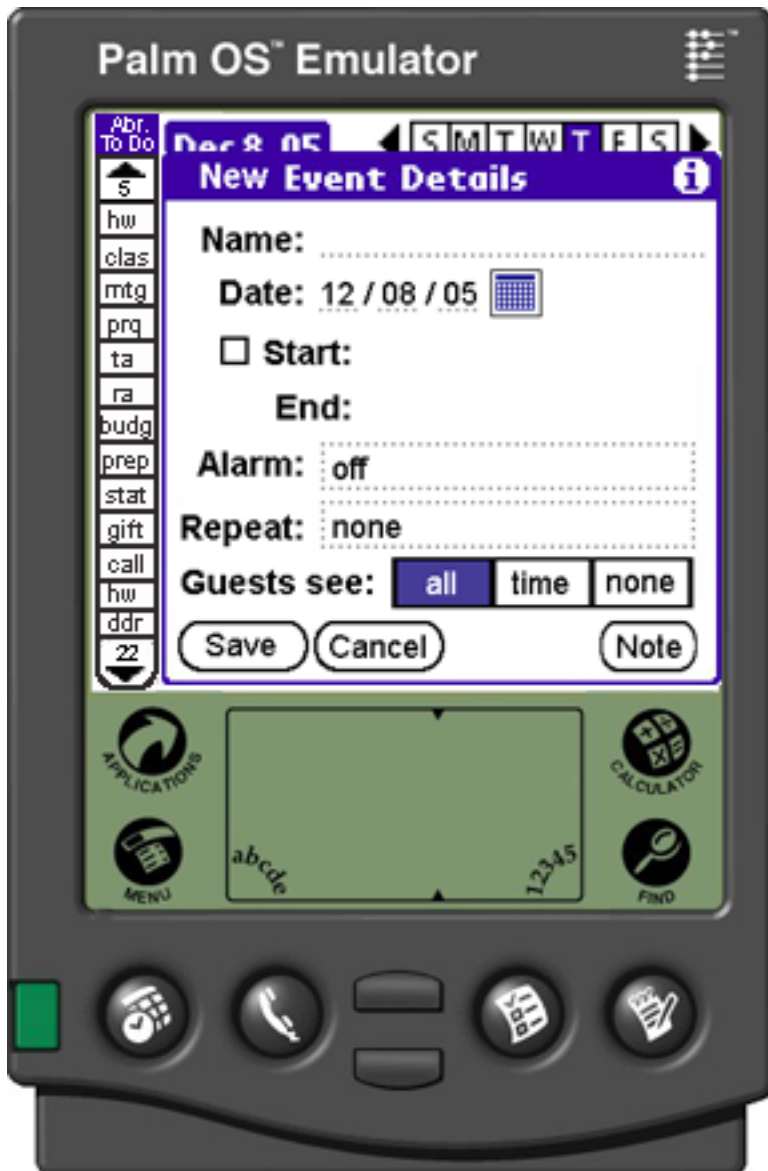 Palm OS™ Emulator
Abr.
To Do
Dec 8, 05
S M T W T F S
New Event Details
5
hw
clas
mtg
prq
ta
ra
budg
prep
stat
gift
call
hw
ddr
22
Name:
Date: 12 / 08 / 05
Start:
End:
Alarm: off
Repeat: none
Guests see: all time none
Save Cancel Note
APPLICATIONS
CALCULATOR
MENU
abcde
12345
FIND